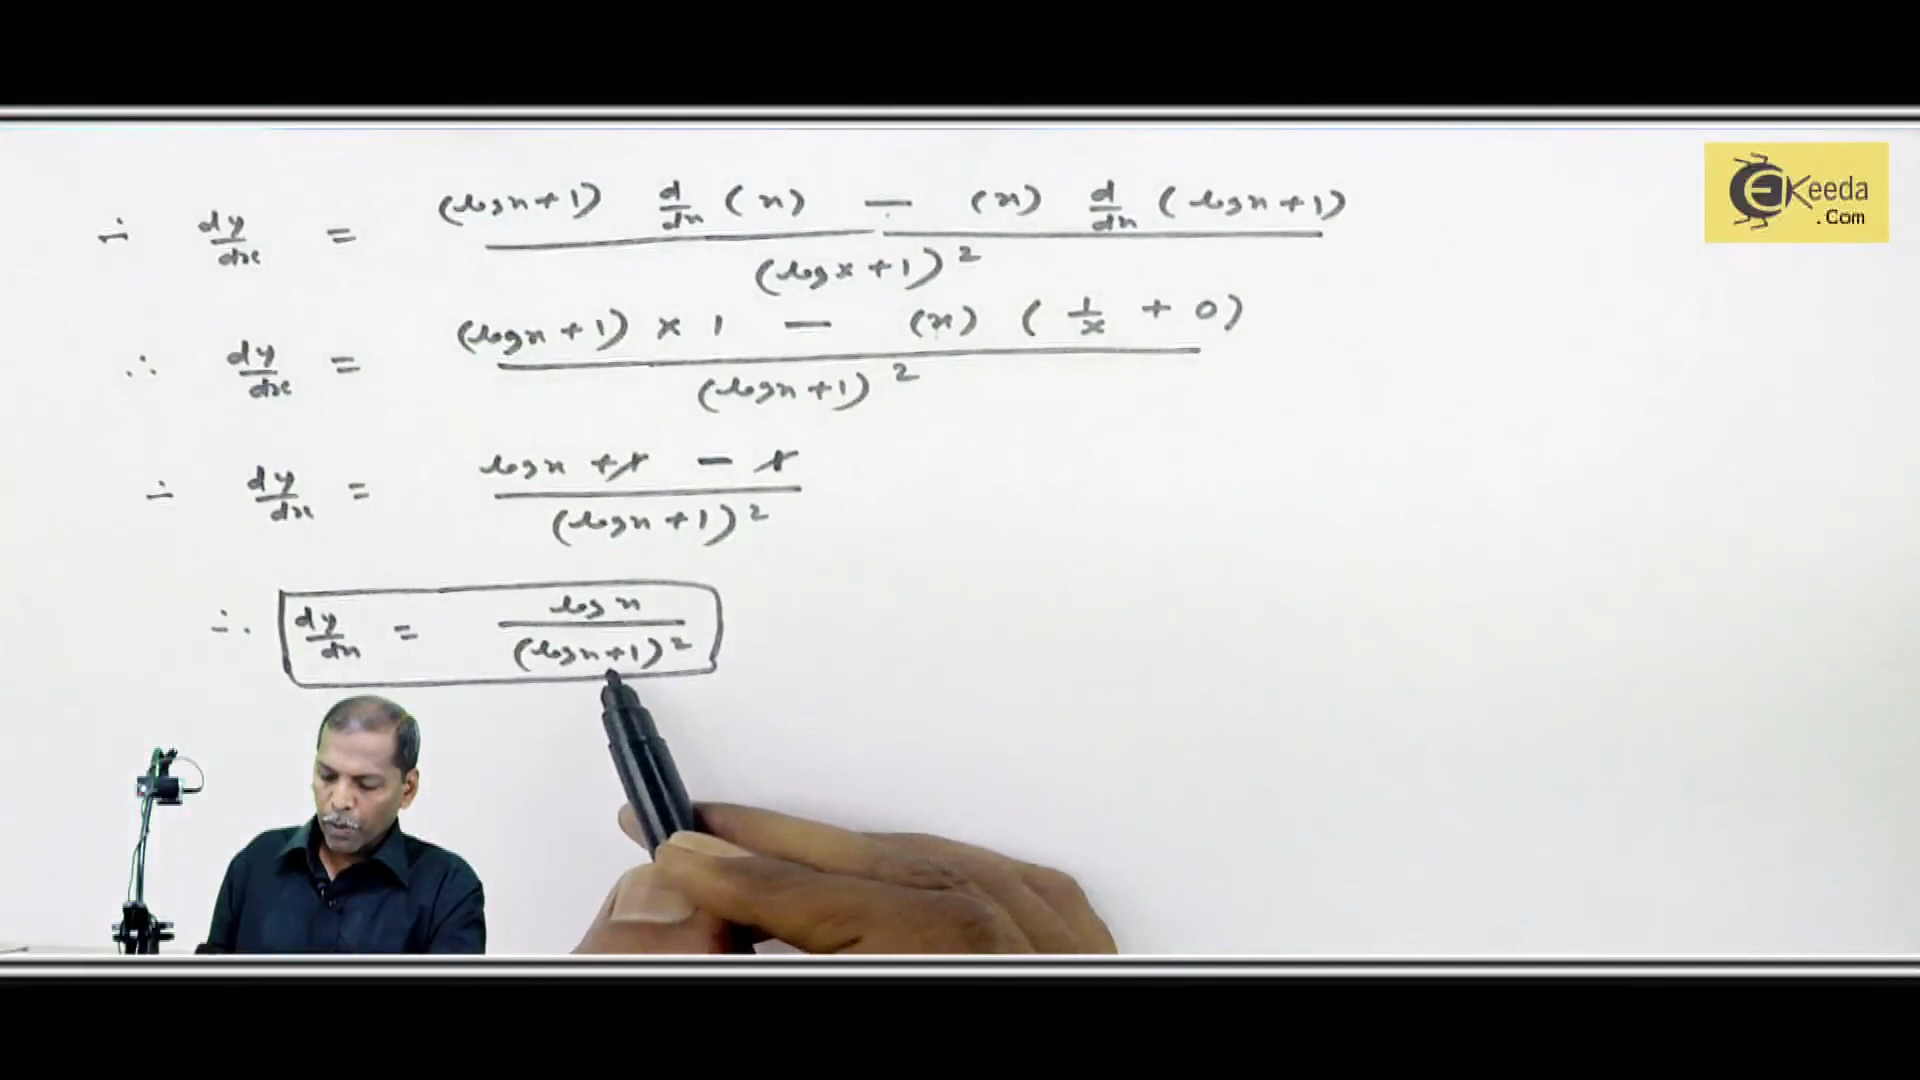 ∴ dy/dx = ((log x + 1) d/dx (x) − (x) d/dx (log x + 1)) / (log x + 1)²
∴ dy/dx = ((log x + 1) × 1 − (x) (1/x + 0)) / (log x + 1)²
∴ dy/dx = (log x + 1 − 1) / (log x + 1)²
∴ dy/dx = log x / (log x + 1)²
EKeeda
.Com